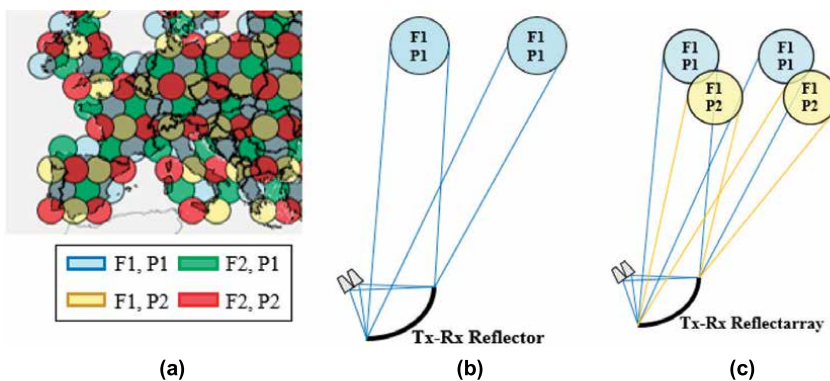 F1, P1
F2, P1
F1, P2
F2, P2
(a)
F1
P1
F1
P1
Tx-Rx Reflector
(b)
F1
P1
F1
P2
F1
P1
F1
P2
Tx-Rx Reflectarray
(c)